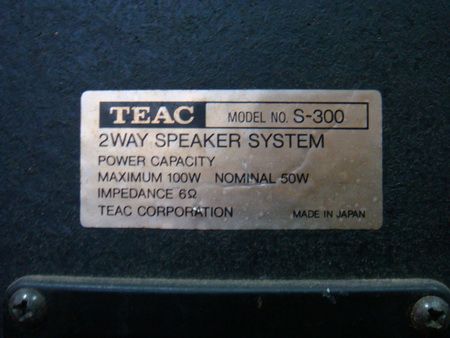 TEAC MODEL NO. S-300
2WAY SPEAKER SYSTEM
POWER CAPACITY
MAXIMUM 100W NOMINAL 50W
IMPEDANCE 6Ω
TEAC CORPORATION MADE IN JAPAN